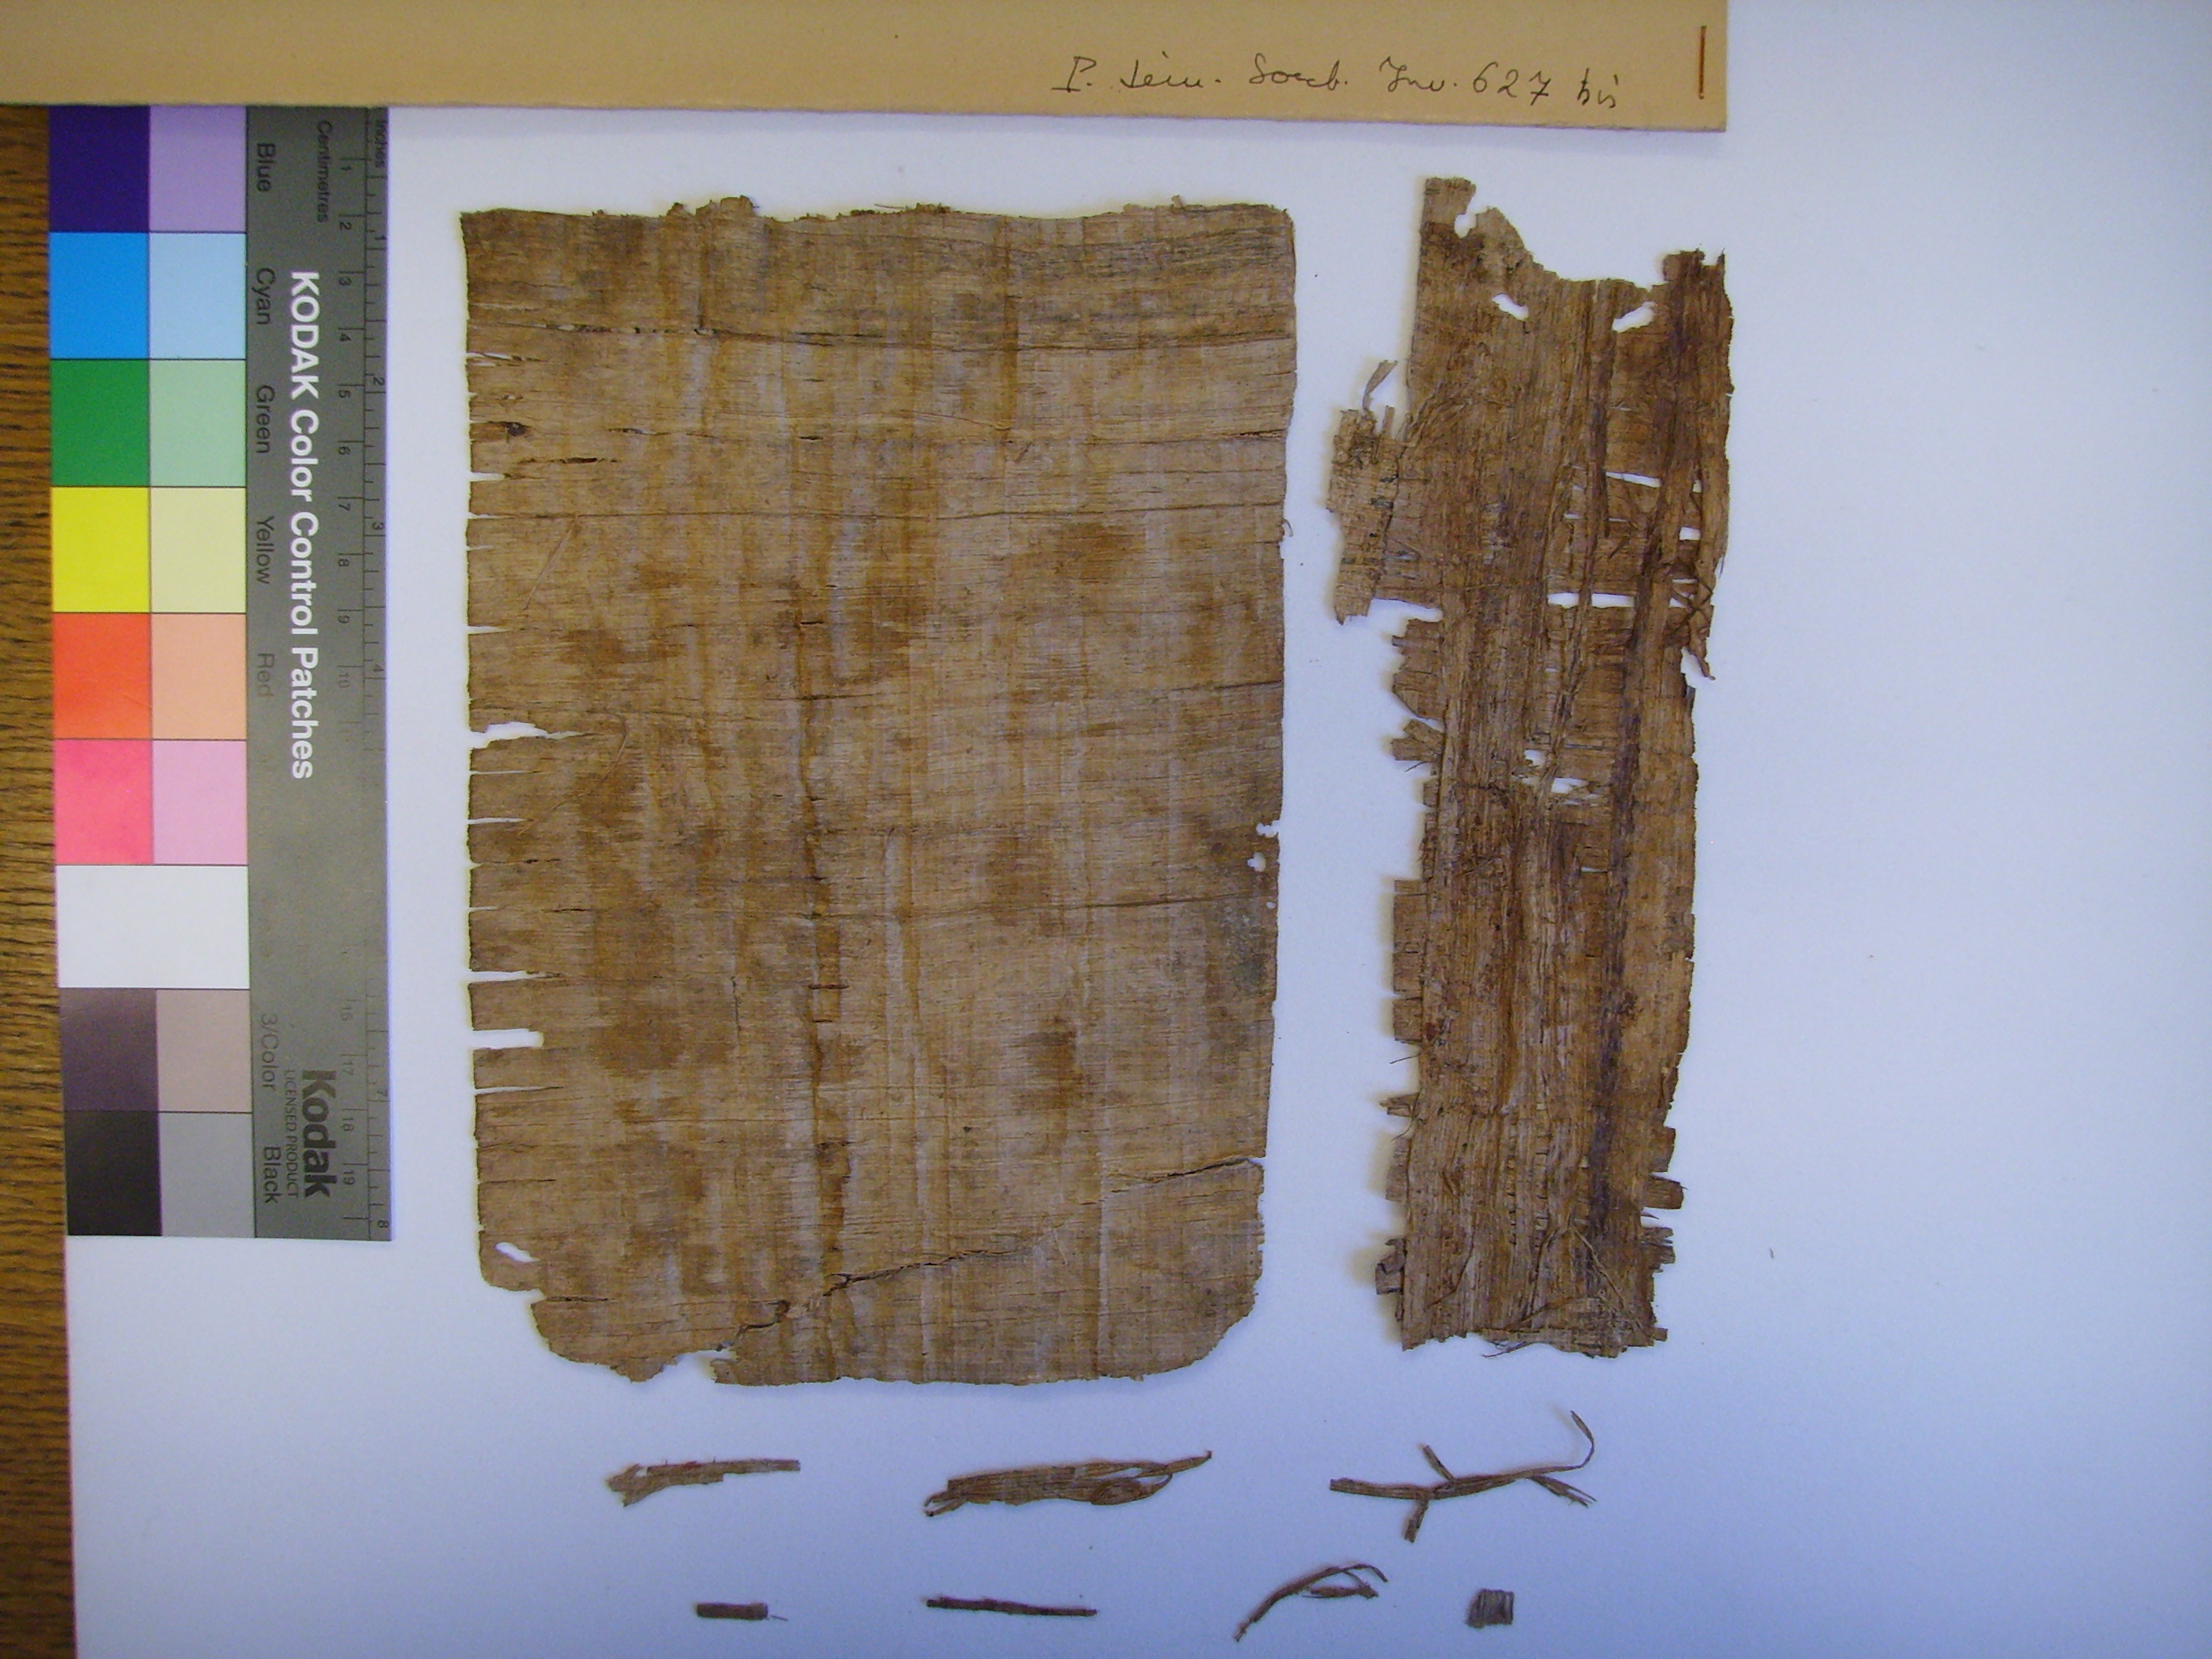 P. Sém. Sorb. Inv. 627 bis
Inches
Centimetres
1 2 3 4 5 6 7 8 9 10 15 17 18 19
1 2 3 4 7 8
KODAK Color Control Patches
Blue Cyan Green Yellow Red 3/Color Black
Kodak
LICENSED PRODUCT